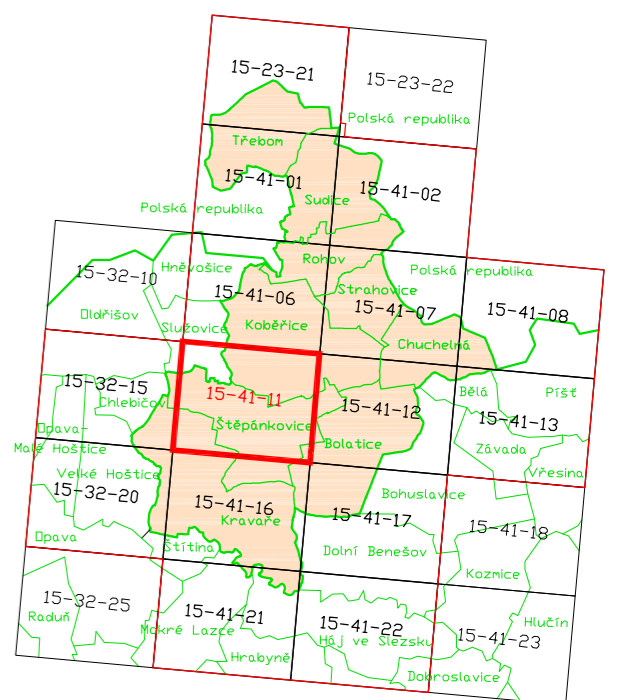 15-23-21
15-23-22
Polská republika
Třebom
15-41-01
15-41-02
Sudice
Polská republika
Rohov
Hněvošice
15-32-10
Polská republika
15-41-06
Strahovice
15-41-07
15-41-08
Oldřišov
Služovice
Koběřice
Chuchelná
15-32-15
Chlebičov
15-41-11
15-41-12
Bělá
Píšť
15-41-13
Štěpánkovice
Opava-
Malé Hoštice
Bolatice
Závada
Velké Hoštice
Vřesina
15-32-20
15-41-16
Bohuslavice
Kravaře
15-41-17
15-41-18
Opava
Štítina
Dolní Benešov
Kozmice
15-32-25
Raduň
15-41-21
Mokré Lazce
15-41-22
Háj ve Slezsku
Hlučín
15-41-23
Hrabyně
Dobroslavice